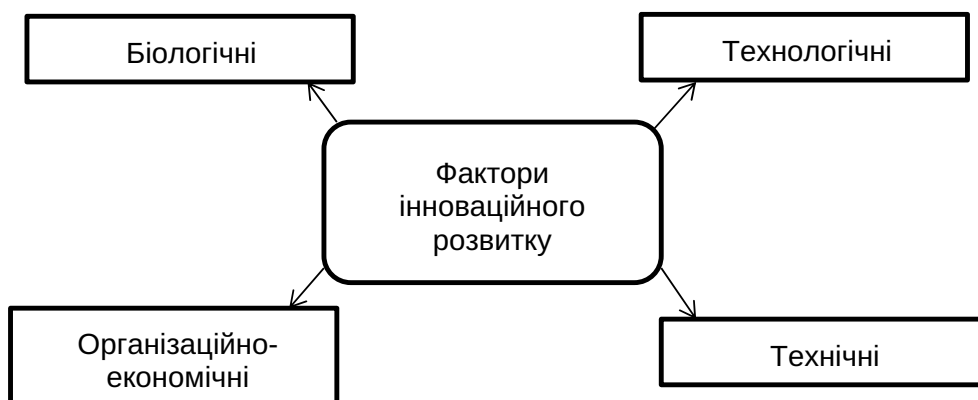 Біологічні
Технологічні
Фактори
інноваційного
розвитку
Організаційно-
економічні
Технічні